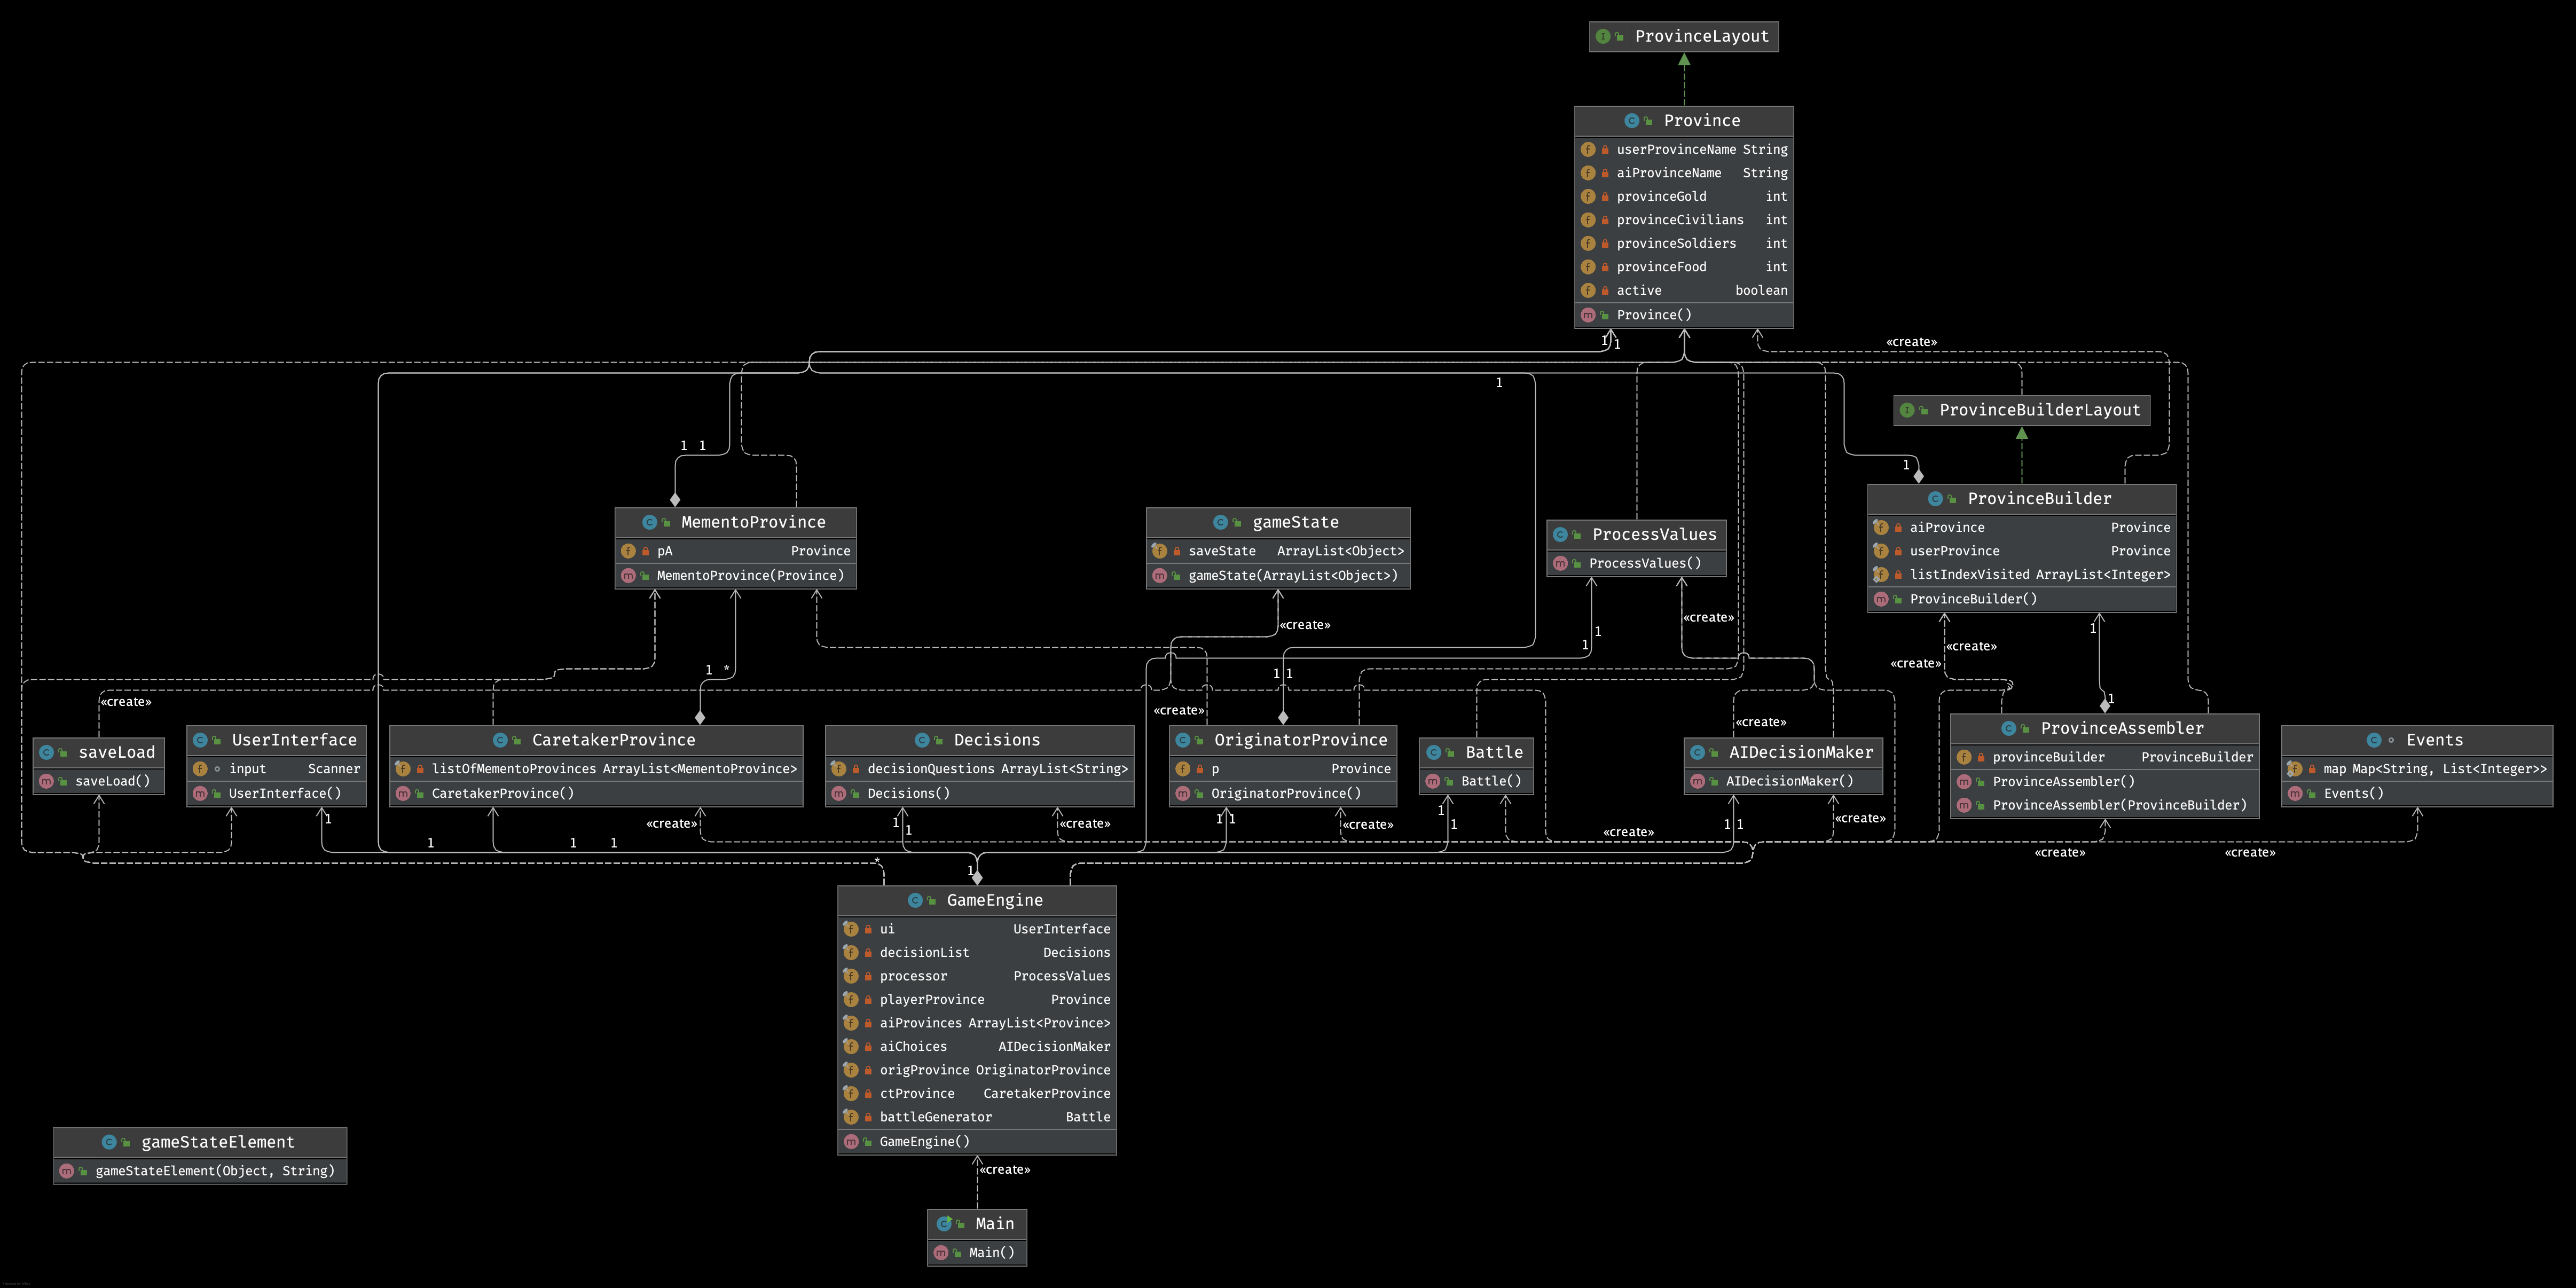 ProvinceLayout
Province
userProvinceName String
aiProvinceName String
provinceGold int
provinceCivilians int
provinceSoldiers int
provinceFood int
active boolean
Province()
1 1
«create»
1
ProvinceBuilderLayout
1 1
1
ProvinceBuilder
aiProvince Province
userProvince Province
listIndexVisited ArrayList<Integer>
ProvinceBuilder()
MementoProvince
pA Province
MementoProvince(Province)
gameState
saveState ArrayList<Object>
gameState(ArrayList<Object>)
ProcessValues
ProcessValues()
«create»
«create»
1
1
1
«create»
«create»
1 *
1 1
«create»
«create»
«create»
1
saveLoad
saveLoad()
UserInterface
input Scanner
UserInterface()
CaretakerProvince
listOfMementoProvinces ArrayList<MementoProvince>
CaretakerProvince()
Decisions
decisionQuestions ArrayList<String>
Decisions()
OriginatorProvince
p Province
OriginatorProvince()
Battle
Battle()
AIDecisionMaker
AIDecisionMaker()
ProvinceAssembler
provinceBuilder ProvinceBuilder
ProvinceAssembler()
ProvinceAssembler(ProvinceBuilder)
Events
map Map<String, List<Integer>>
Events()
1
1
1
1
«create»
1
1
«create»
1 1
«create»
1
1
«create»
1 1
«create»
«create»
«create»
*
1
GameEngine
ui UserInterface
decisionList Decisions
processor ProcessValues
playerProvince Province
aiProvinces ArrayList<Province>
aiChoices AIDecisionMaker
origProvince OriginatorProvince
ctProvince CaretakerProvince
battleGenerator Battle
GameEngine()
«create»
gameStateElement
gameStateElement(Object, String)
Main
Main()